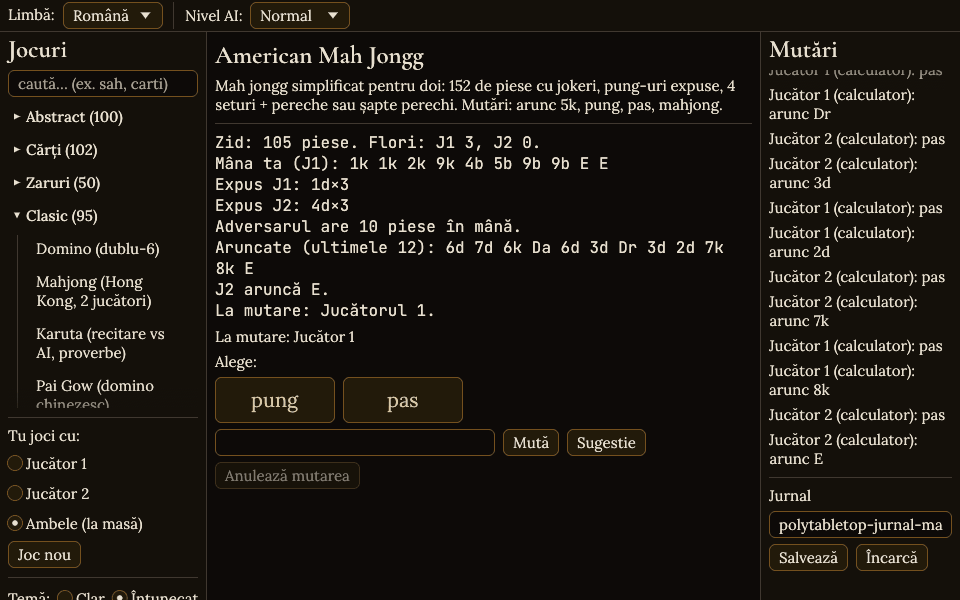 Limbă: Română Nivel AI: Normal
Jocuri
caută... (ex. sah, carti)
Abstract (100)
Cărți (102)
Zaruri (50)
Clasic (95)
Domino (dublu-6)
Mahjong (Hong
Kong, 2 jucători)
Karuta (recitare vs
AI, proverbe)
Pai Gow (domino
chinezesc)
Tu joci cu:
Jucător 1
Jucător 2
Ambele (la masă)
Joc nou
Temă: Clar Întunecat
American Mah Jongg
Mah jongg simplificat pentru doi: 152 de piese cu jokeri, pung-uri expuse, 4
seturi + pereche sau șapte perechi. Mutări: arunc 5k, pung, pas, mahjong.
Zid: 105 piese. Flori: J1 3, J2 0.
Mâna ta (J1): 1k 1k 2k 9k 4b 5b 9b 9b E E
Expus J1: 1d×3
Expus J2: 4d×3
Adversarul are 10 piese în mână.
Aruncate (ultimele 12): 6d 7d 6k Da 6d 3d Dr 3d 2d 7k
8k E
J2 aruncă E.
La mutare: Jucătorul 1.
La mutare: Jucător 1
Alege:
pung pas
Mută Sugestie
Anulează mutarea
Mutări
Jucător 1 (calculator): pas
Jucător 1 (calculator):
arunc Dr
Jucător 2 (calculator): pas
Jucător 2 (calculator):
arunc 3d
Jucător 1 (calculator): pas
Jucător 1 (calculator):
arunc 2d
Jucător 2 (calculator): pas
Jucător 2 (calculator):
arunc 7k
Jucător 1 (calculator): pas
Jucător 1 (calculator):
arunc 8k
Jucător 2 (calculator): pas
Jucător 2 (calculator):
arunc E
Jurnal
polytabletop-jurnal-ma
Salvează Încarcă